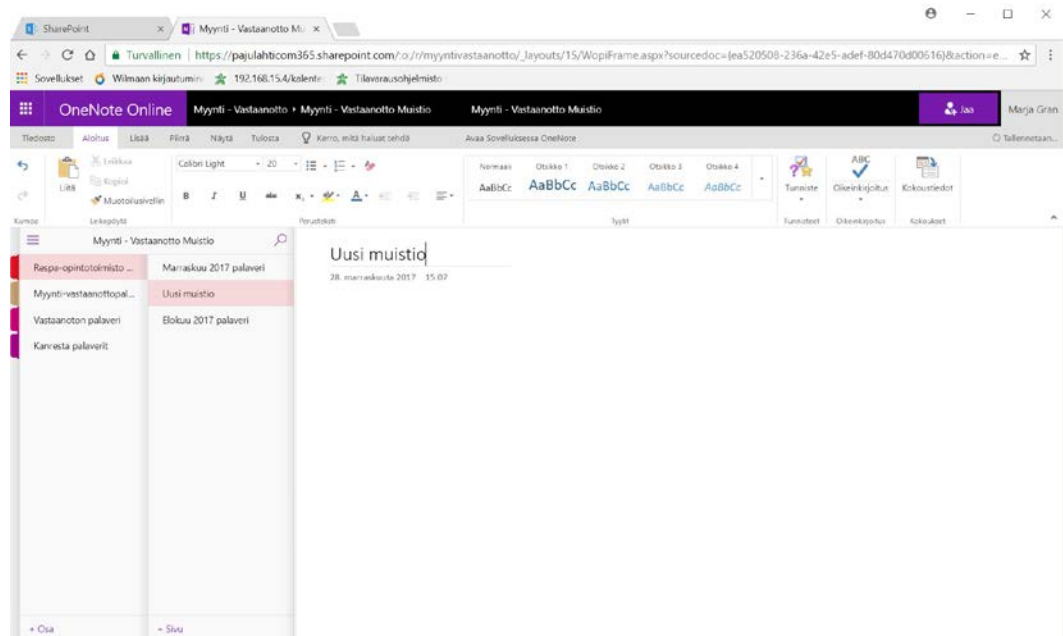 SharePoint
Myynti - Vastaanotto Mu
Turvallinen https://pajulahticom365.sharepoint.com/:o:/r/myyntivastaanotto/_layouts/15/WopiFrame.aspx?sourcedoc={ea520508-236a-42e5-adef-80d470d00616}&action=e...
Sovellukset Wilmaan kirjautumin 192.168.15.4/kalente Tilavarausohjelmisto
OneNote Online Myynti - Vastaanotto Myynti - Vastaanotto Muistio Myynti - Vastaanotto Muistio Jaa Marja Gran
Tiedosto Aloitus Lisää Piirrä Näytä Tulosta Kerro, mitä haluat tehdä Avaa Sovelluksessa OneNote Tallennetaan...
Leikkaa Calibri Light 20 Normaali Otsikko 1 Otsikko 2 Otsikko 3 Otsikko 4 ABC
Liitä Kopioi AaBbCc AaBbCc AaBbCc AaBbCc AaBbCc Tunniste Oikeinkirjoitus Kokoustiedot
Muotoilusivellin B I U abc
Kumoa Leikepöytä Perusteksti Tyylit Tunnisteet Oikeinkirjoitus Kokoukset
Myynti - Vastaanotto Muistio
Respa-opintotoimisto ...
Myynti-vastaanottopal...
Vastaanoton palaveri
Kanresta palaverit
Marraskuu 2017 palaveri
Uusi muistio
Elokuu 2017 palaveri
Uusi muistio
28. marraskuuta 2017 15:07
+ Osa + Sivu